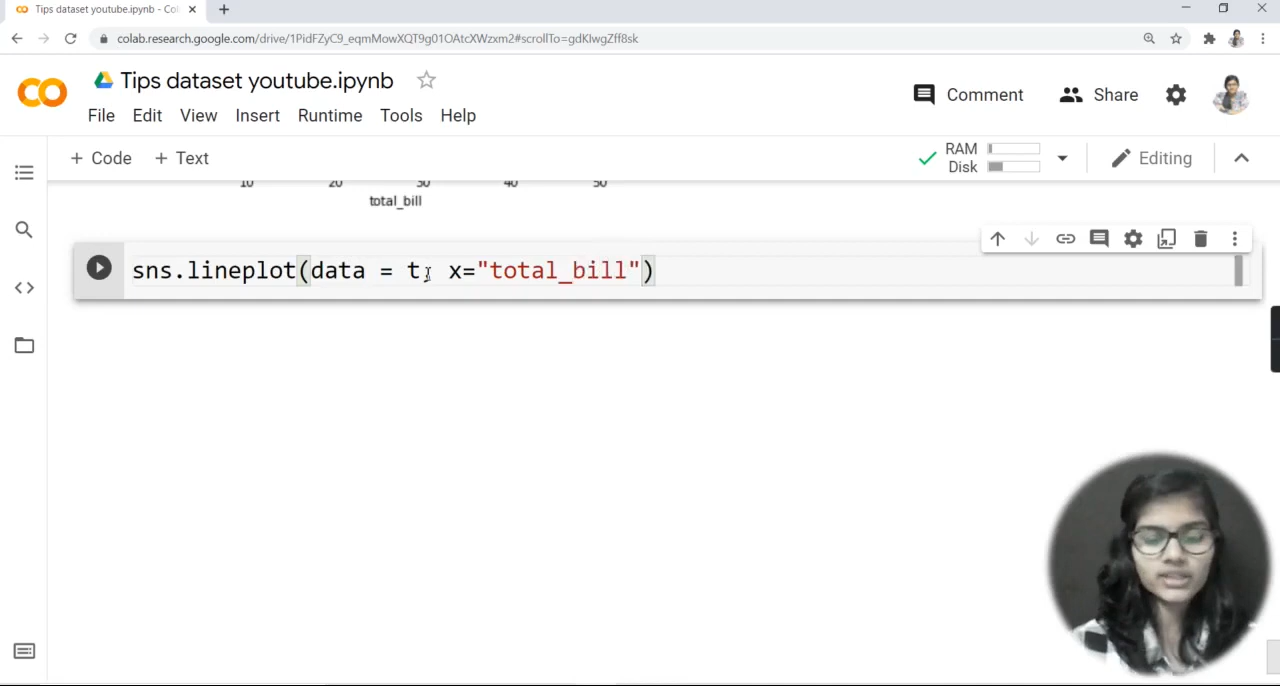 Tips dataset youtube.ipynb - Col
colab.research.google.com/drive/1PidFZyC9_eqmMowXQT9g01OAtcXWzxm2#scrollTo=gdKIwgZff8sk
Tips dataset youtube.ipynb
Comment
Share
File Edit View Insert Runtime Tools Help
+ Code + Text
RAM
Disk
Editing
10 20 30 40 50
total_bill
sns.lineplot(data = t, x="total_bill")